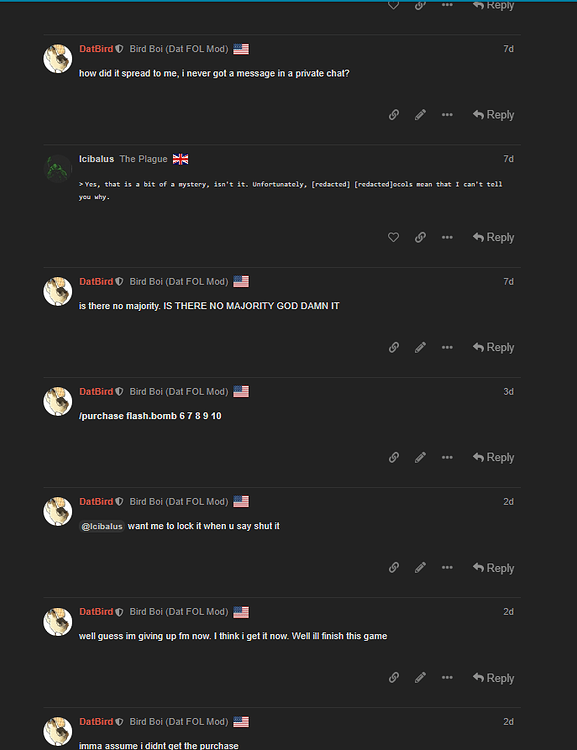 Reply
DatBird Bird Boi (Dat FOL Mod) 7d
how did it spread to me, i never got a message in a private chat?
Reply
Icibalus The Plague 7d
> Yes, that is a bit of a mystery, isn't it. Unfortunately, [redacted] [redacted]ocols mean that I can't tell
you why.
Reply
DatBird Bird Boi (Dat FOL Mod) 7d
is there no majority. IS THERE NO MAJORITY GOD DAMN IT
Reply
DatBird Bird Boi (Dat FOL Mod) 3d
/purchase flash.bomb 6 7 8 9 10
Reply
DatBird Bird Boi (Dat FOL Mod) 2d
@Icibalus want me to lock it when u say shut it
Reply
DatBird Bird Boi (Dat FOL Mod) 2d
well guess im giving up fm now. I think i get it now. Well ill finish this game
Reply
DatBird Bird Boi (Dat FOL Mod) 2d
imma assume i didnt get the purchase